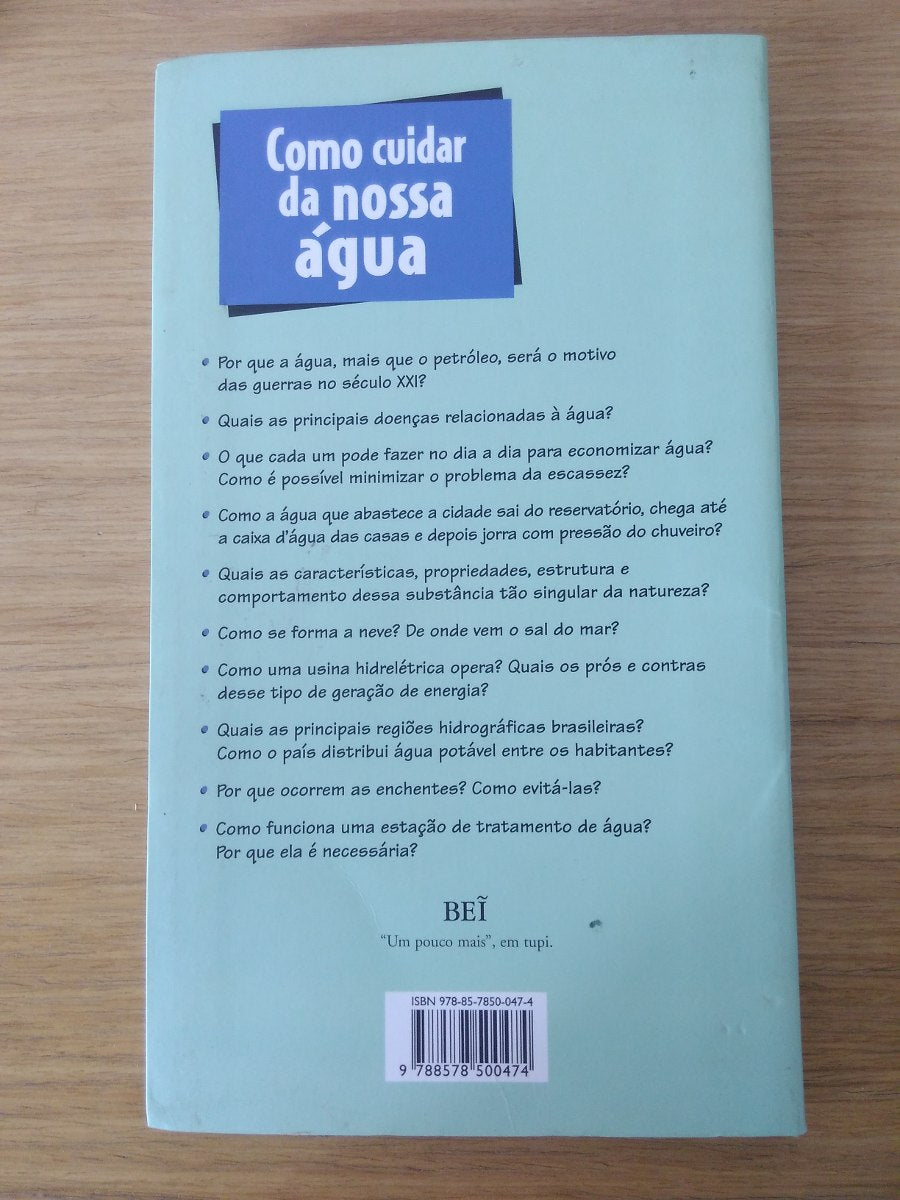 Como cuidar
da nossa
água
• Por que a água, mais que o petróleo, será o motivo
das guerras no século XXI?
• Quais as principais doenças relacionadas à água?
• O que cada um pode fazer no dia a dia para economizar água?
Como é possível minimizar o problema da escassez?
• Como a água que abastece a cidade sai do reservatório, chega até
a caixa d'água das casas e depois jorra com pressão do chuveiro?
• Quais as características, propriedades, estrutura e
comportamento dessa substância tão singular da natureza?
• Como se forma a neve? De onde vem o sal do mar?
• Como uma usina hidrelétrica opera? Quais os prós e contras
desse tipo de geração de energia?
• Quais as principais regiões hidrográficas brasileiras?
Como o país distribui água potável entre os habitantes?
• Por que ocorrem as enchentes? Como evitá-las?
• Como funciona uma estação de tratamento de água?
Por que ela é necessária?
BEĨ
“Um pouco mais”, em tupi.
ISBN 978-85-7850-047-4
9 788578 500474